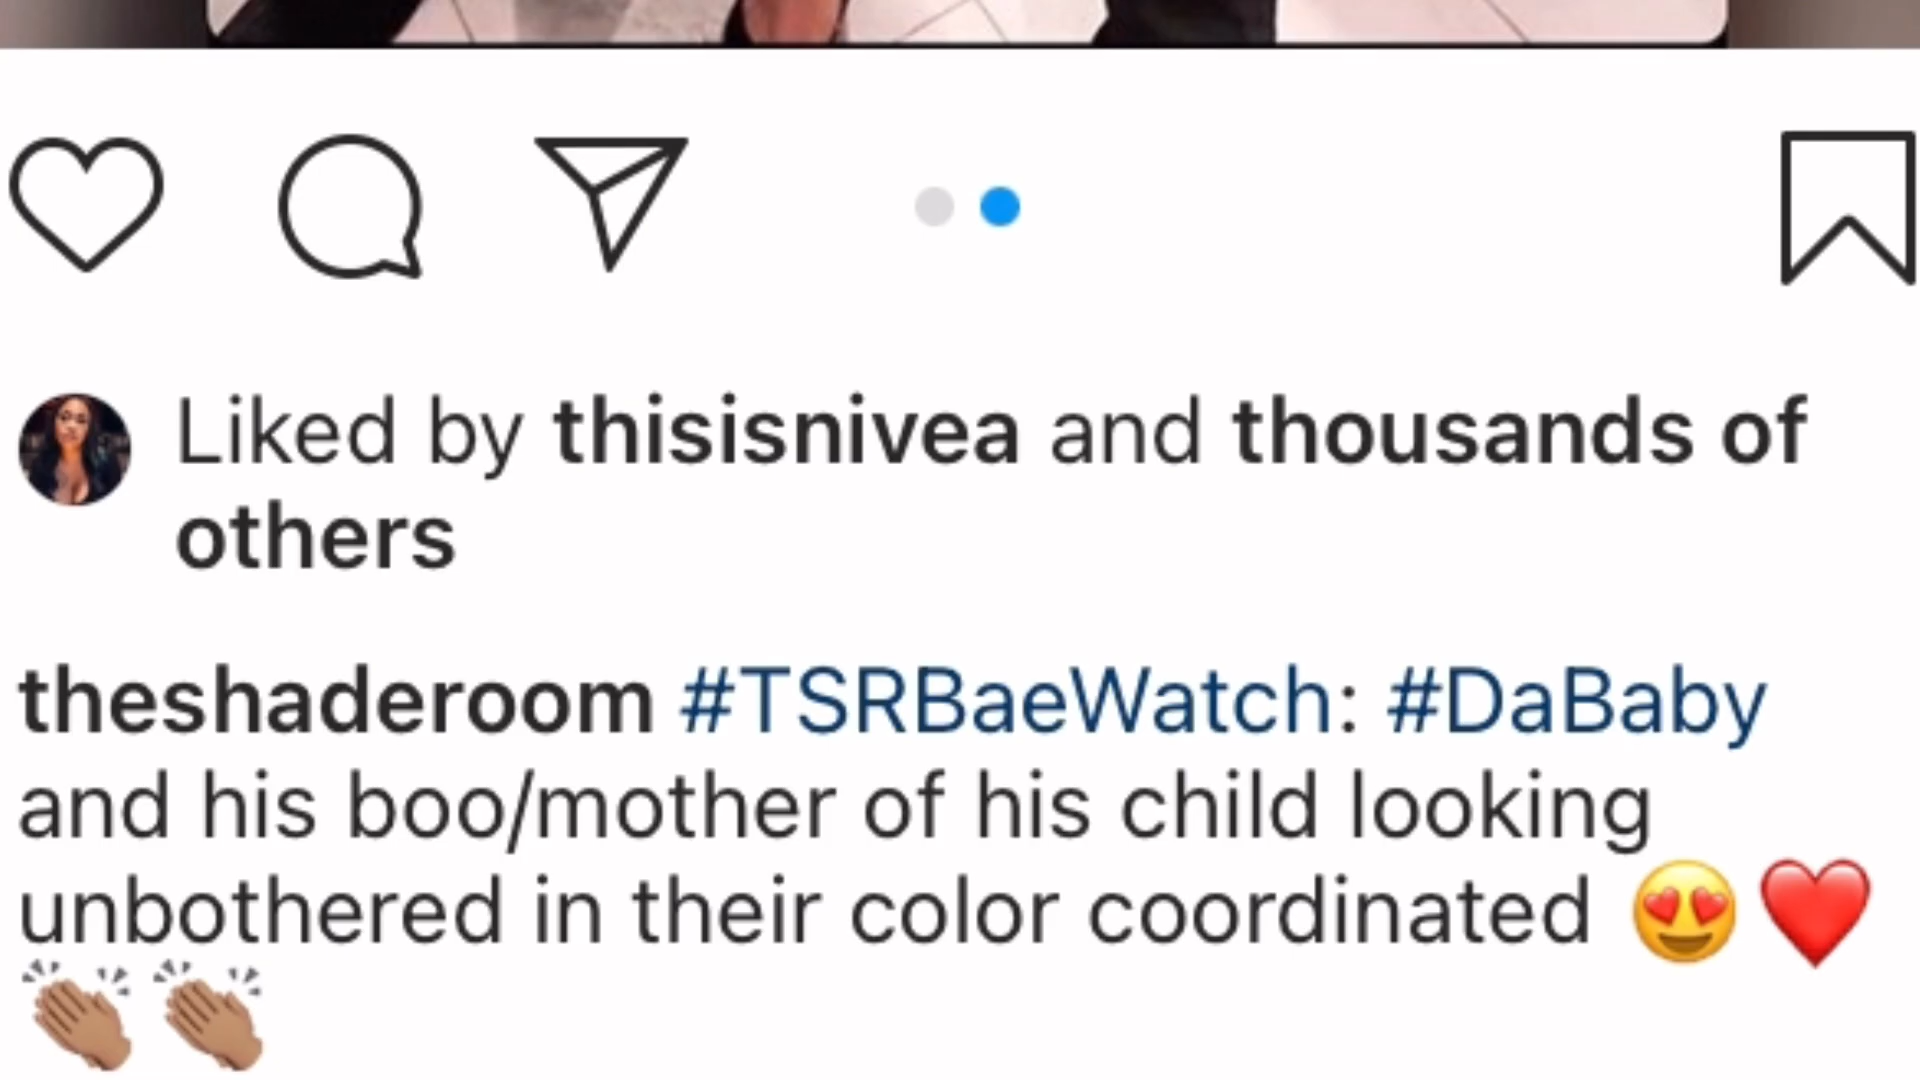 Liked by thisisnivea and thousands of
others
theshaderoom #TSRBaeWatch: #DaBaby
and his boo/mother of his child looking
unbothered in their color coordinated 😍❤️
👏🏽👏🏽